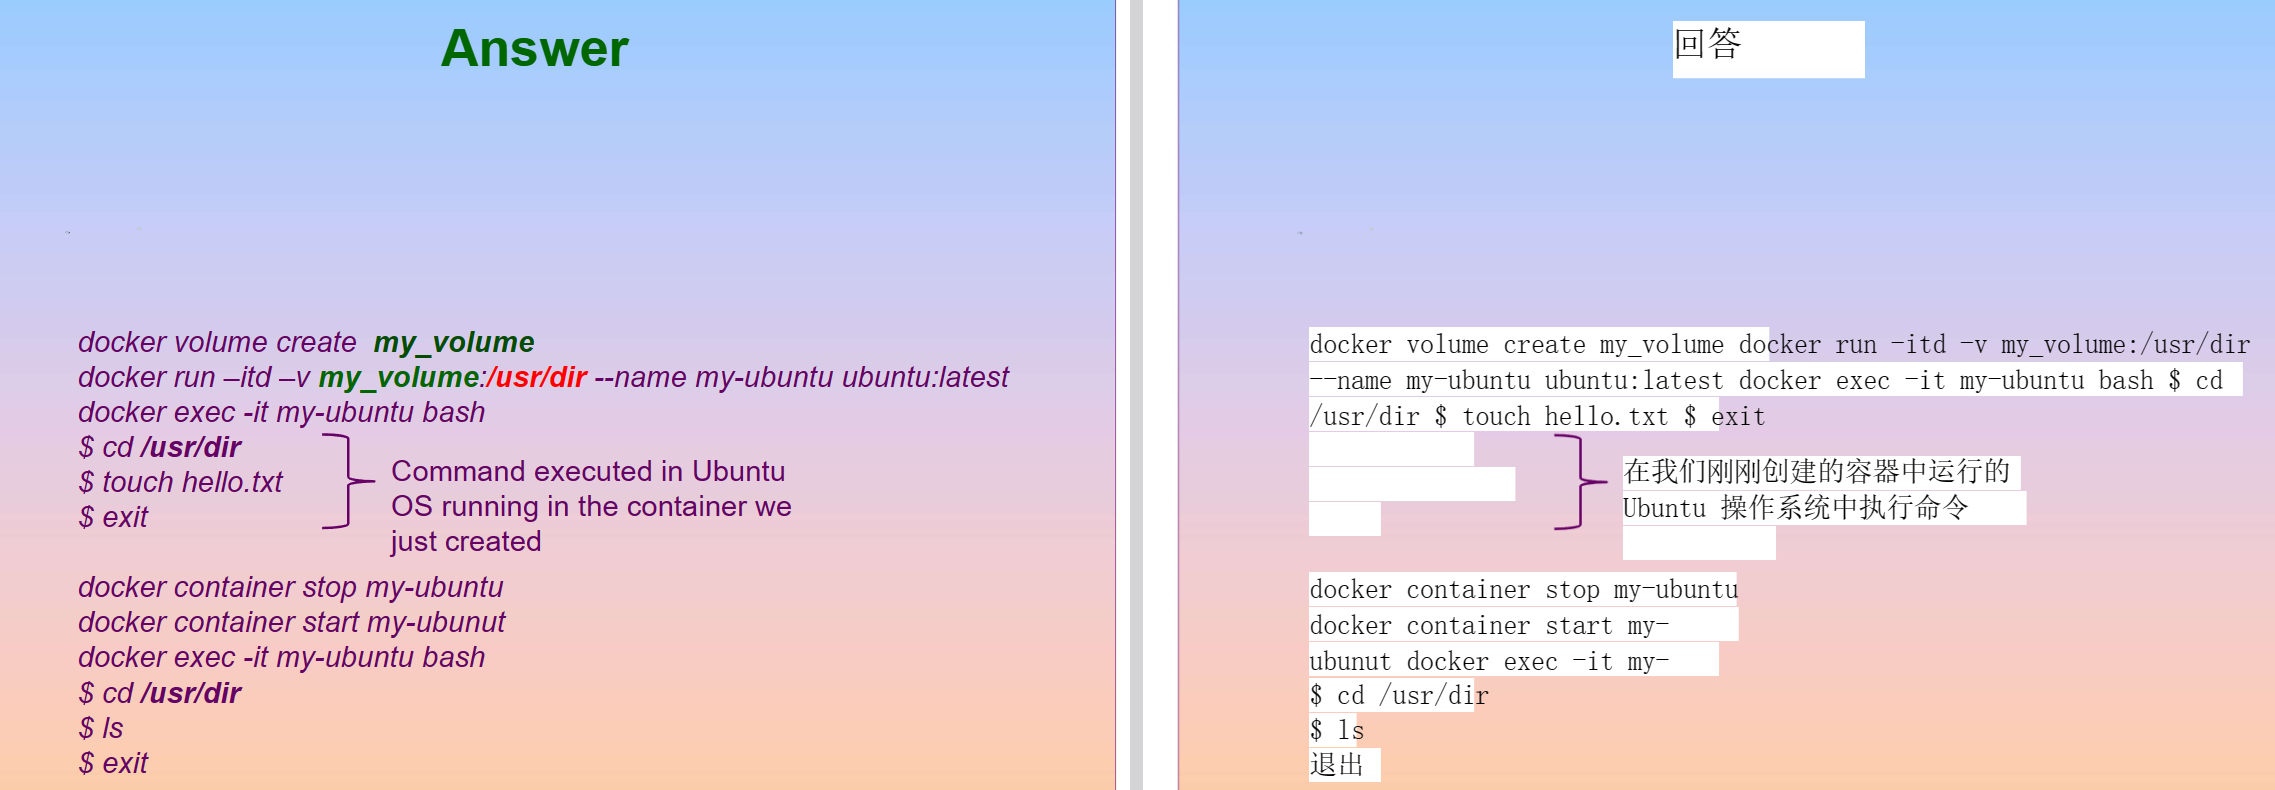 Answer
docker volume create my_volume
docker run –itd –v my_volume:/usr/dir --name my-ubuntu ubuntu:latest
docker exec -it my-ubuntu bash
$ cd /usr/dir
$ touch hello.txt
$ exit
Command executed in Ubuntu
OS running in the container we
just created
docker container stop my-ubuntu
docker container start my-ubunut
docker exec -it my-ubuntu bash
$ cd /usr/dir
$ ls
$ exit
回答
docker volume create my_volume docker run -itd -v my_volume:/usr/dir
--name my-ubuntu ubuntu:latest docker exec -it my-ubuntu bash $ cd
/usr/dir $ touch hello.txt $ exit
在我们刚刚创建的容器中运行的
Ubuntu 操作系统中执行命令
docker container stop my-ubuntu
docker container start my-
ubunut docker exec -it my-
$ cd /usr/dir
$ ls
退出